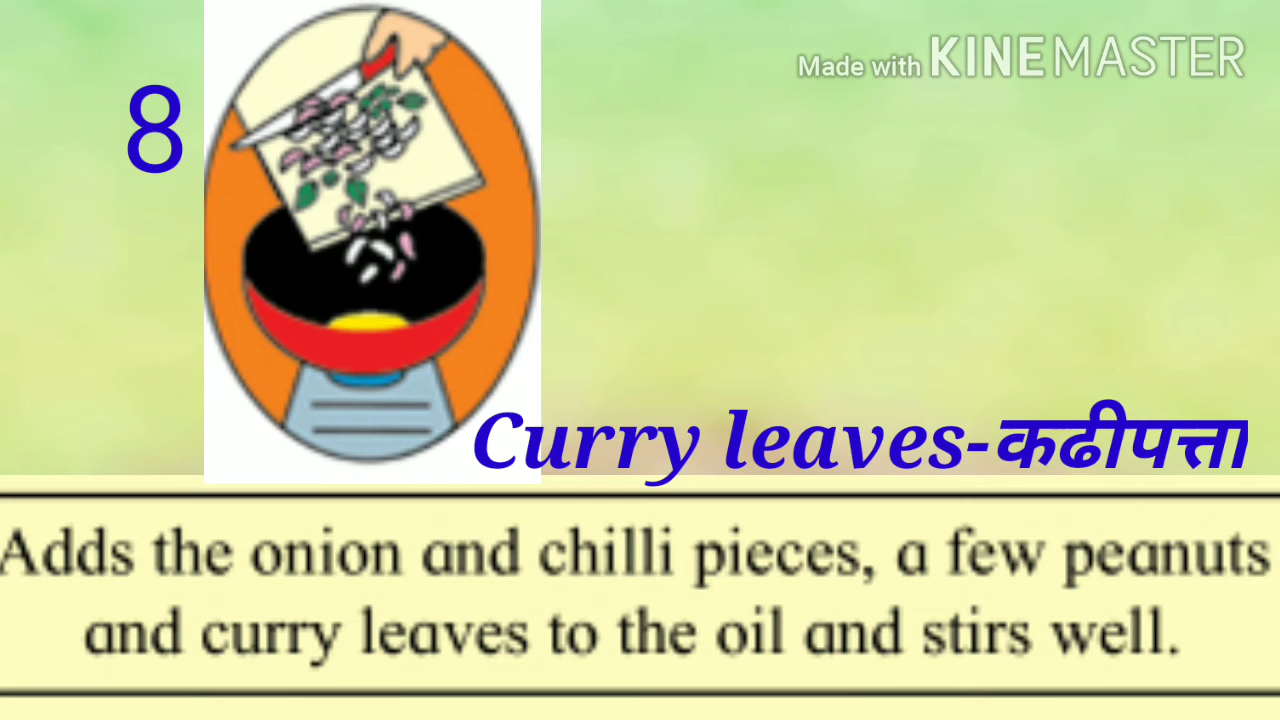 Made with KINEMASTER
8
Curry leaves-कढीपत्ता
Adds the onion and chilli pieces, a few peanuts
and curry leaves to the oil and stirs well.